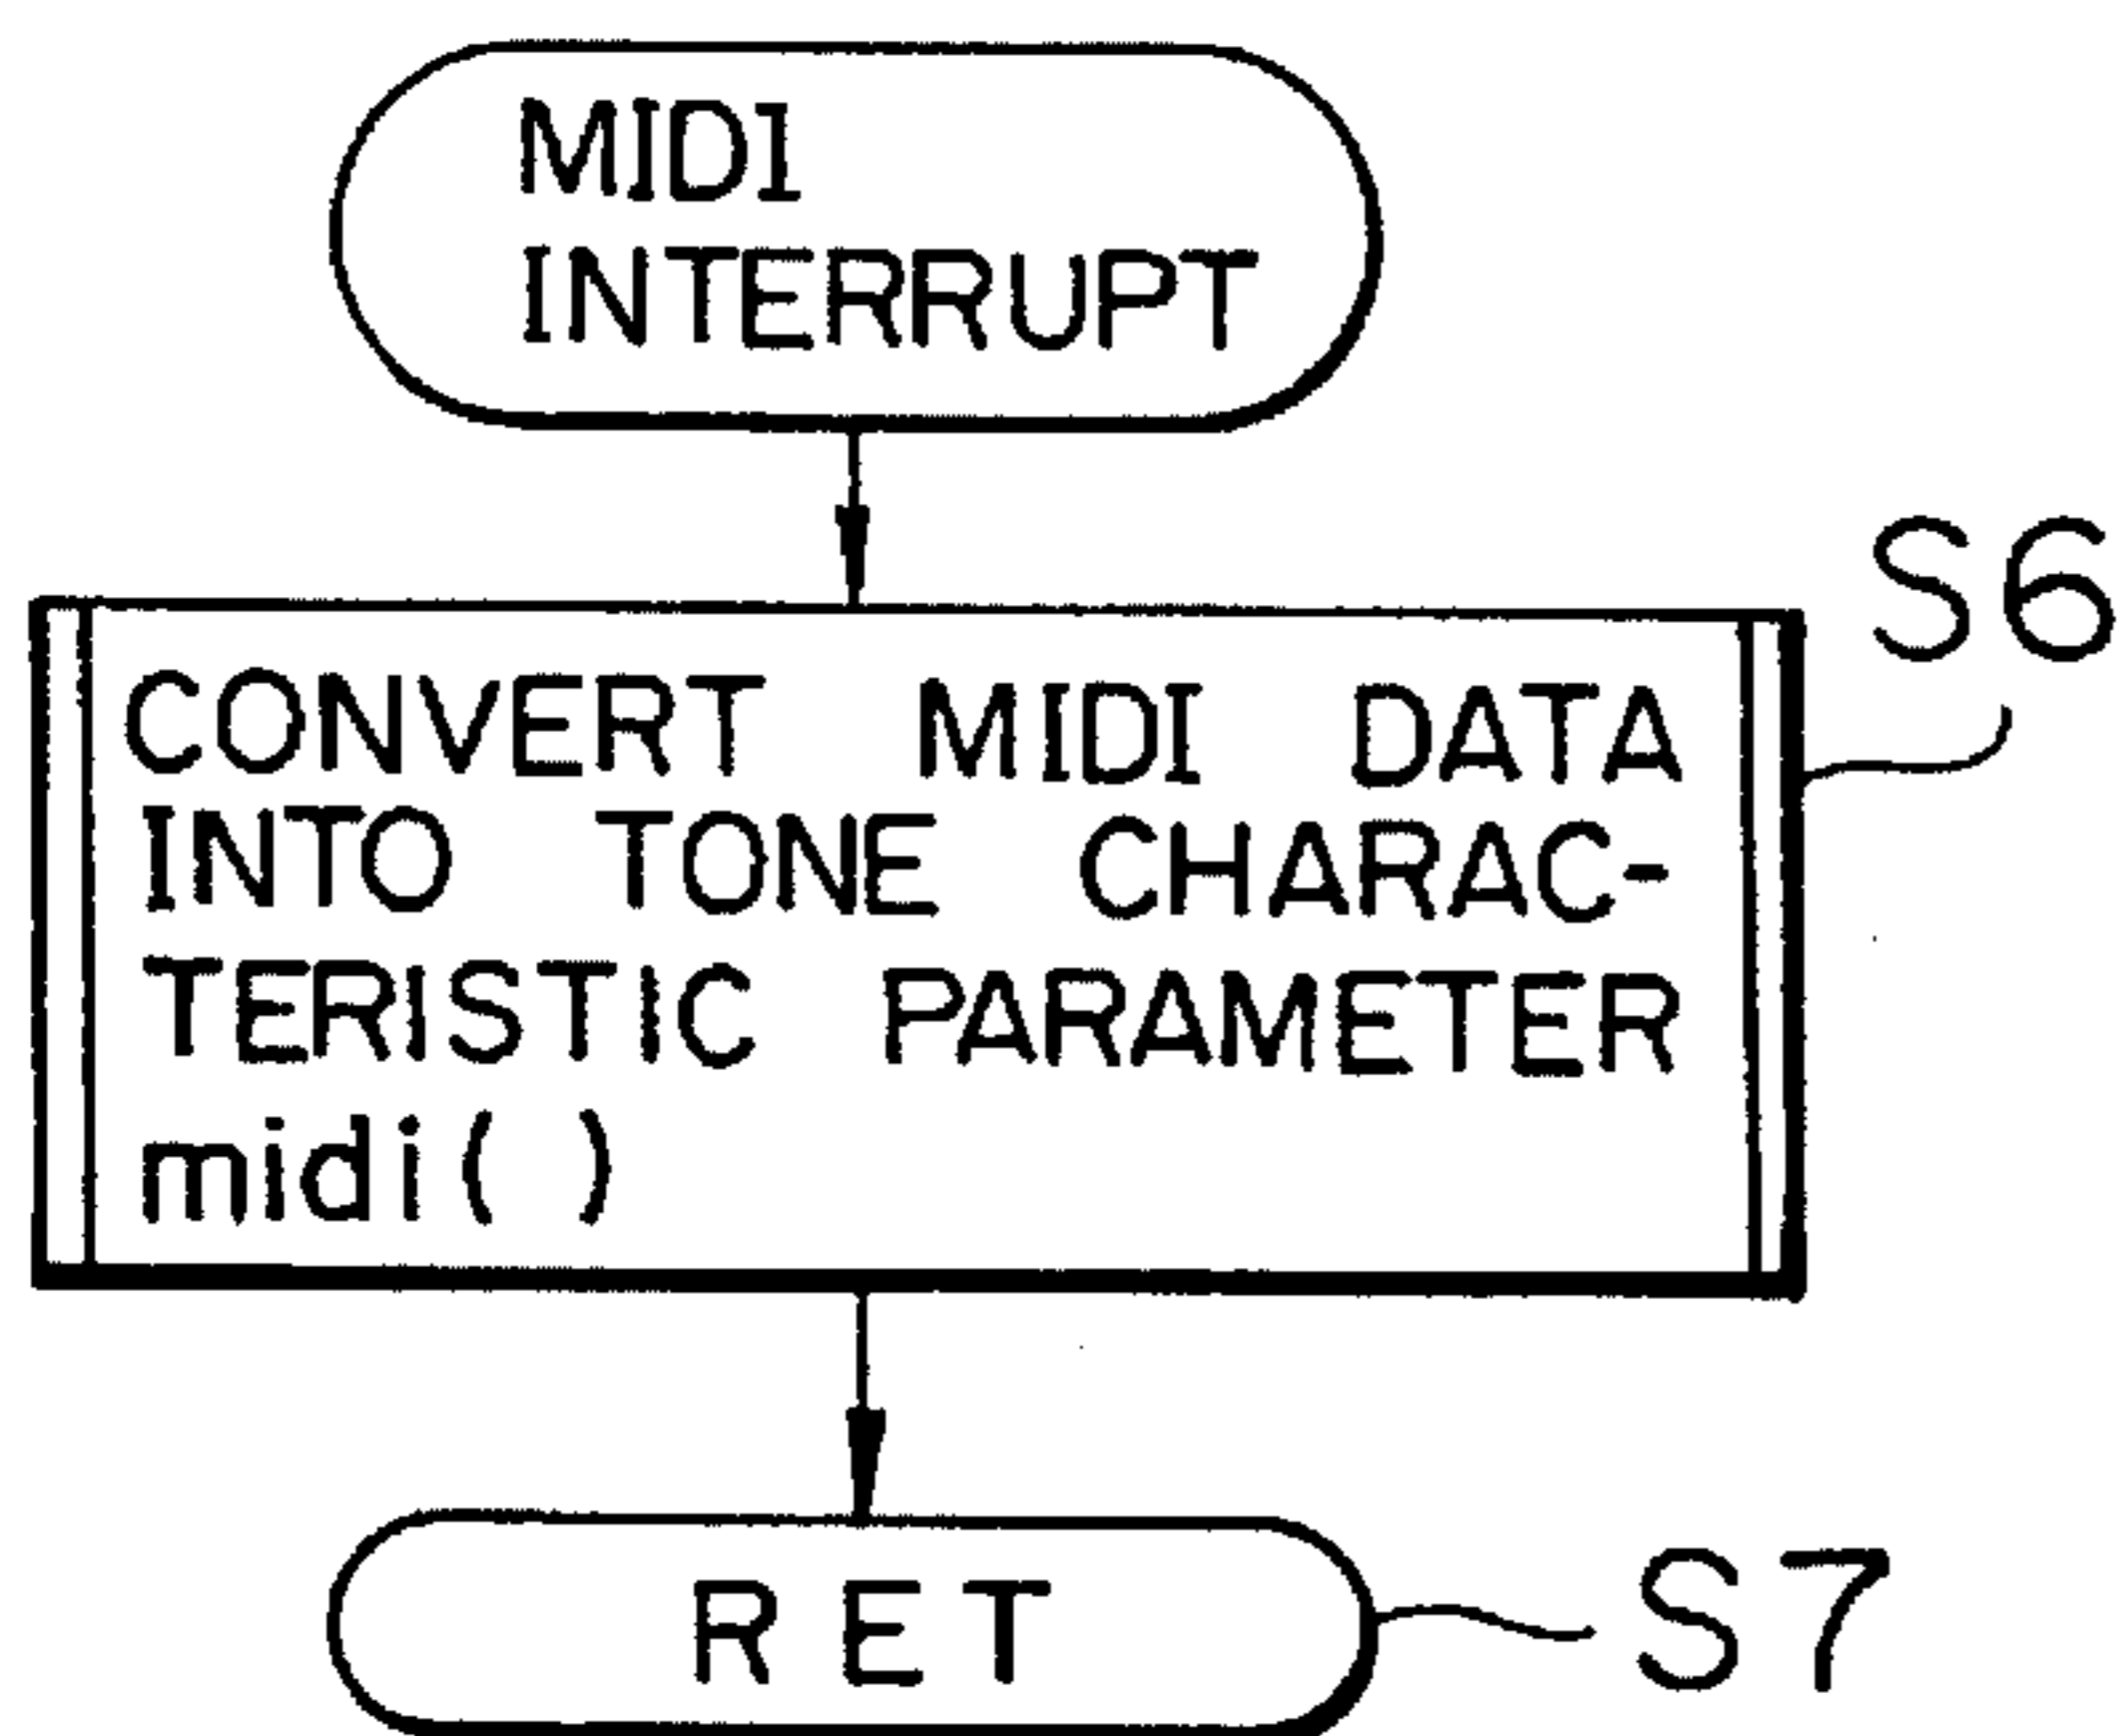 MIDI
INTERRUPT
S6
CONVERT MIDI DATA
INTO TONE CHARAC-
TERISTIC PARAMETER
midi( )
RET
S7